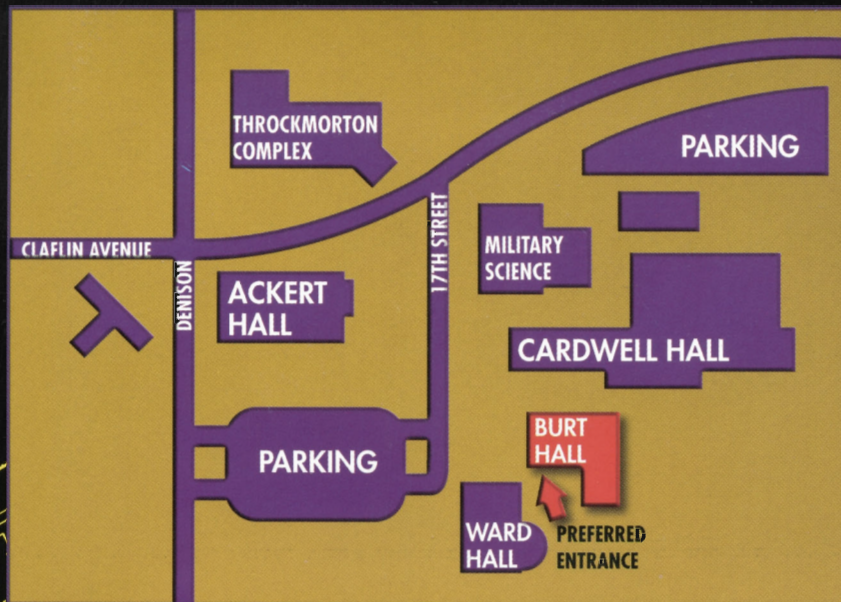 THROCKMORTON
COMPLEX
PARKING
CLAFLIN AVENUE
DENISON
17TH STREET
MILITARY
SCIENCE
ACKERT
HALL
CARDWELL HALL
PARKING
BURT
HALL
WARD
HALL
PREFERRED
ENTRANCE